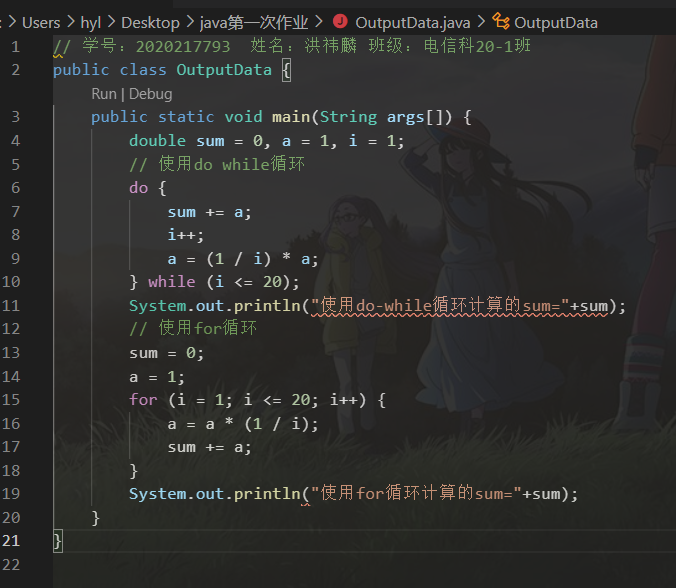 Users > hyl > Desktop > java第一次作业 > J OutputData.java > OutputData
1 // 学号：2020217793 姓名：洪祎麟 班级：电信科20-1班
2 public class OutputData {
Run | Debug
3 public static void main(String args[]) {
4 double sum = 0, a = 1, i = 1;
5 // 使用do while循环
6 do {
7 sum += a;
8 i++;
9 a = (1 / i) * a;
10 } while (i <= 20);
11 System.out.println("使用do-while循环计算的sum="+sum);
12 // 使用for循环
13 sum = 0;
14 a = 1;
15 for (i = 1; i <= 20; i++) {
16 a = a * (1 / i);
17 sum += a;
18 }
19 System.out.println("使用for循环计算的sum="+sum);
20 }
21 }
22